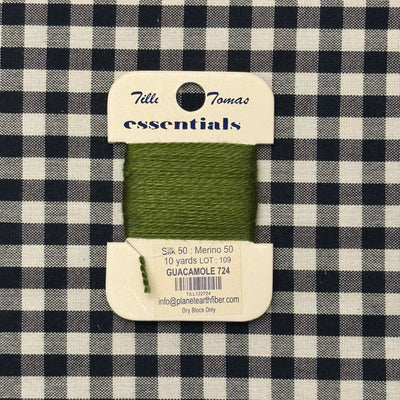 Tilli Tomas
essentials
Silk 50 : Merino 50
10 yards LOT : 109
GUACAMOLE 724
TILL122724
info@planetearthfiber.com
Dry Block Only